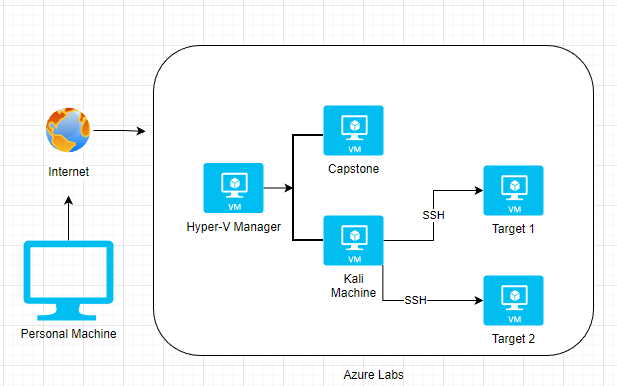 VM
Capstone
Internet
VM
Hyper-V Manager
VM
Target 1
SSH
VM
Kali
Machine
SSH
VM
Target 2
Personal Machine
Azure Labs